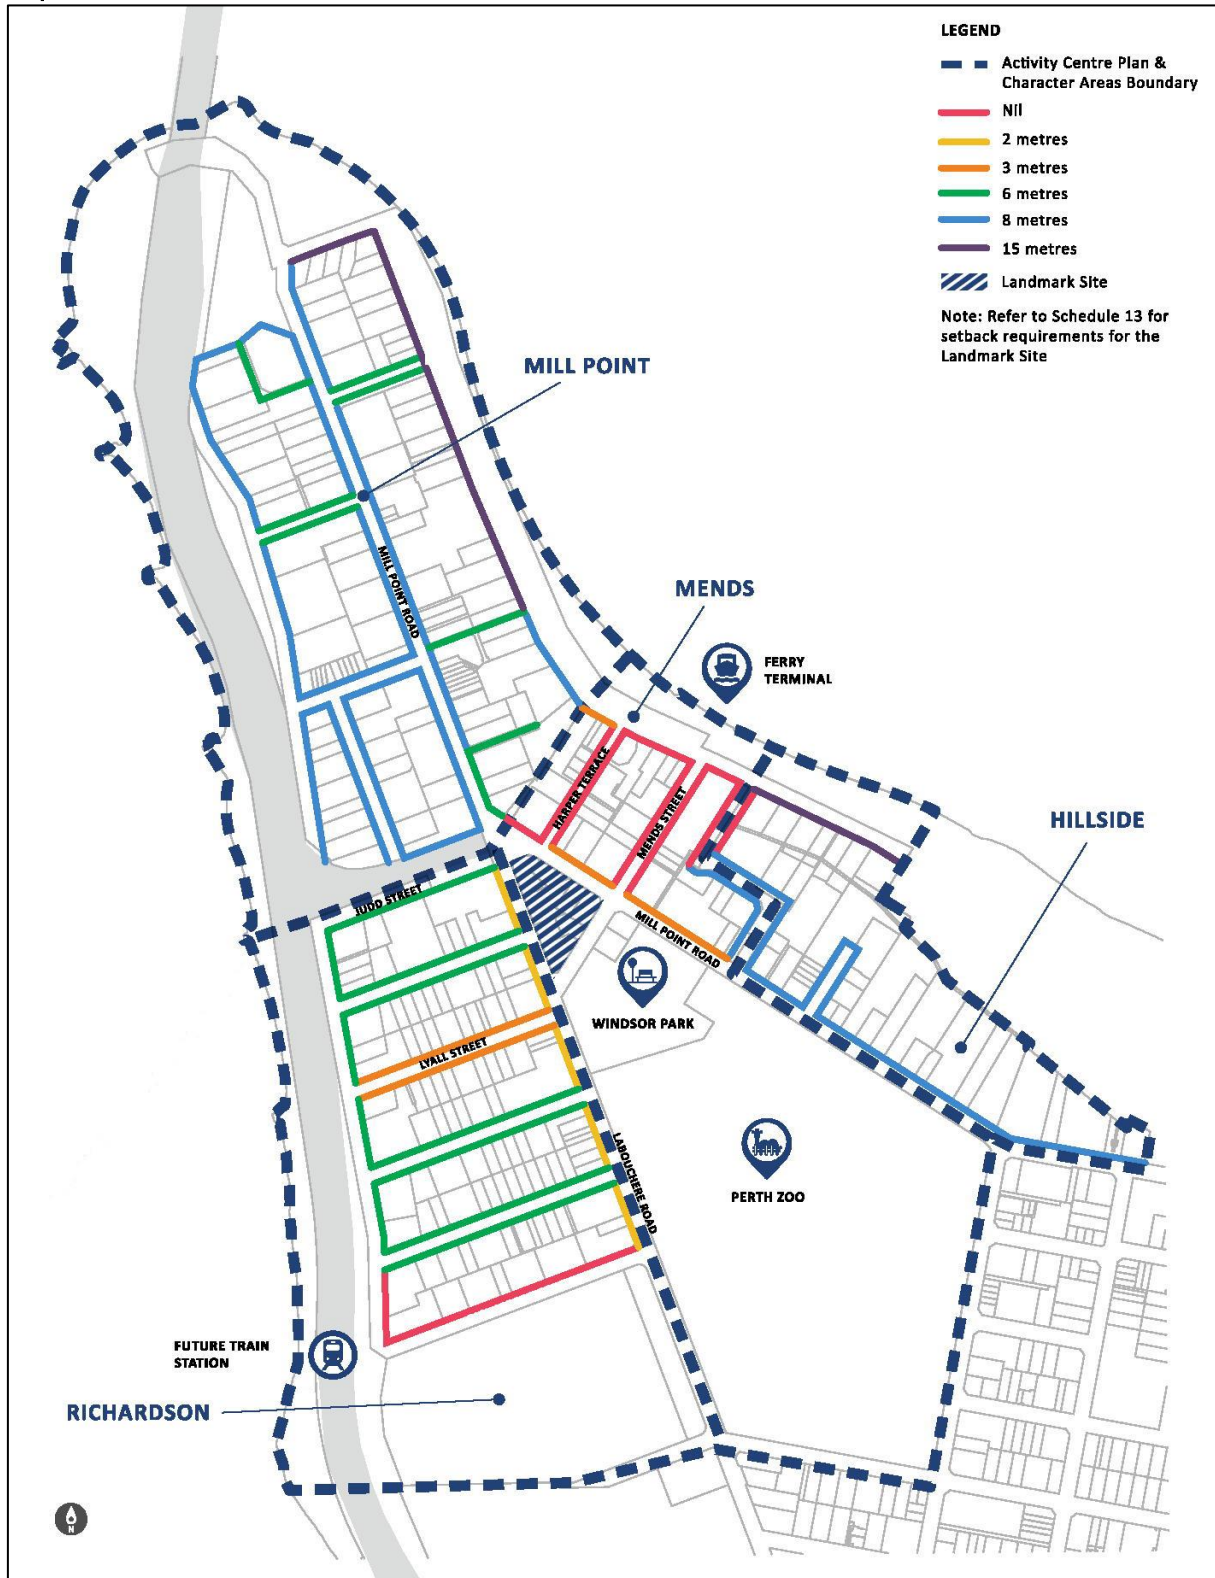 LEGEND
Activity Centre Plan &
Character Areas Boundary
Nil
2 metres
3 metres
6 metres
8 metres
15 metres
Landmark Site
Note: Refer to Schedule 13 for
setback requirements for the
Landmark Site
MILL POINT
MILL POINT ROAD
MENDS
FERRY
TERMINAL
HARPER TERRACE
MENDS STREET
HILLSIDE
JUDD STREET
MILL POINT ROAD
WINDSOR PARK
LYALL STREET
LABOUCHERE ROAD
PERTH ZOO
FUTURE TRAIN
STATION
RICHARDSON
N